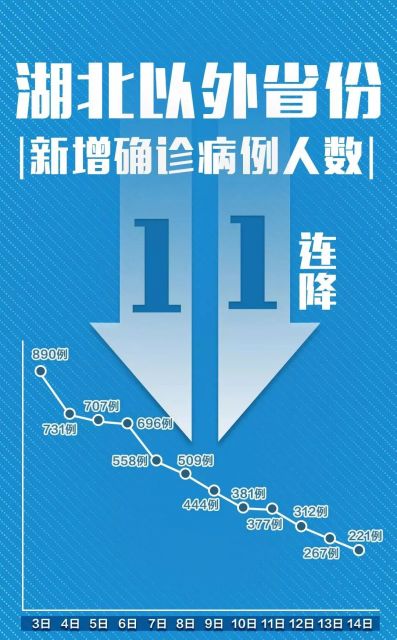 湖北以外省份
新增确诊病例人数
11
连降
890例
731例
707例
696例
558例
509例
444例
381例
377例
312例
267例
221例
3日 4日 5日 6日 7日 8日 9日 10日 11日 12日 13日 14日